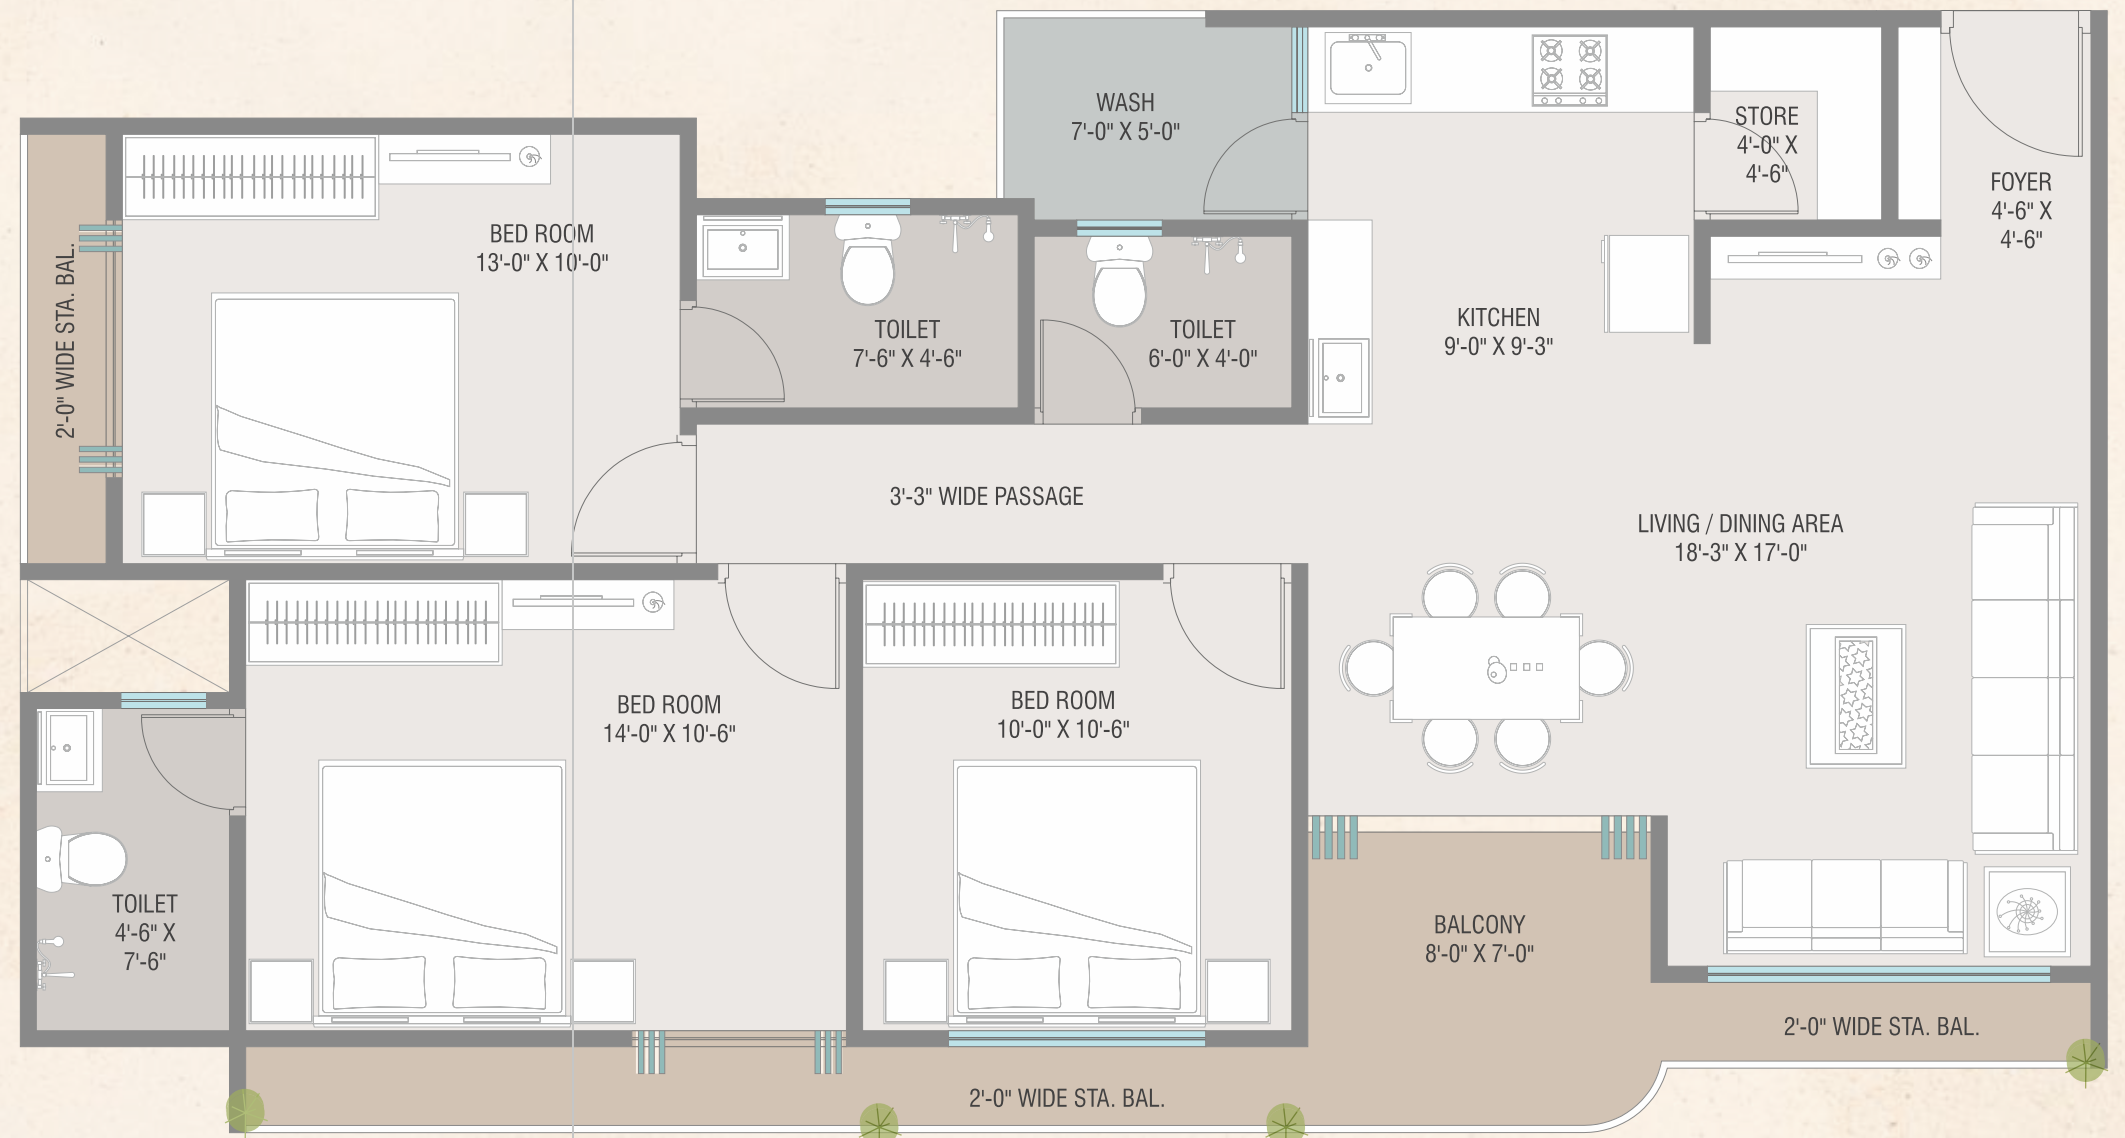 WASH
7'-0" X 5'-0"
STORE
4'-0" X
4'-6"
FOYER
4'-6" X
4'-6"
BED ROOM
13'-0" X 10'-0"
2'-0" WIDE STA. BAL.
TOILET
7'-6" X 4'-6"
TOILET
6'-0" X 4'-0"
KITCHEN
9'-0" X 9'-3"
3'-3" WIDE PASSAGE
LIVING / DINING AREA
18'-3" X 17'-0"
BED ROOM
14'-0" X 10'-6"
BED ROOM
10'-0" X 10'-6"
TOILET
4'-6" X
7'-6"
BALCONY
8'-0" X 7'-0"
2'-0" WIDE STA. BAL.
2'-0" WIDE STA. BAL.